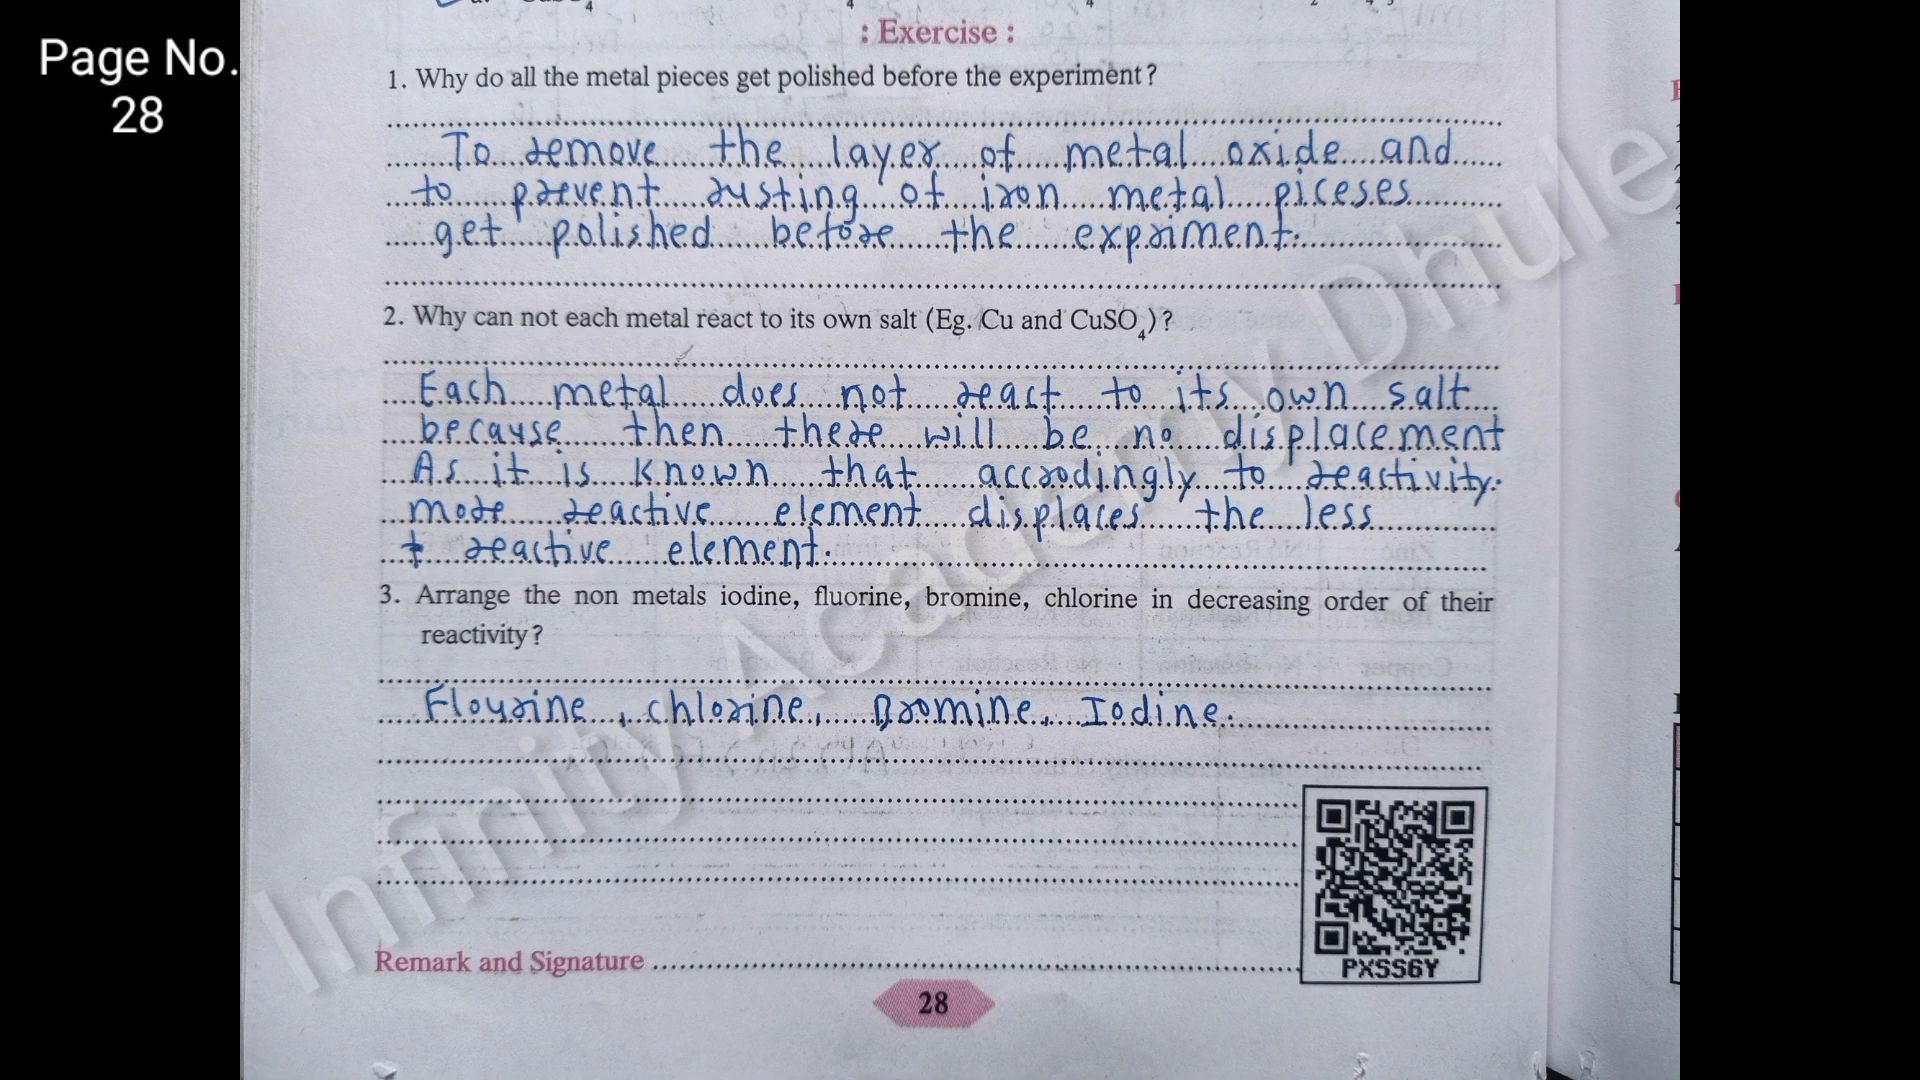 Page No.
28
: Exercise :
1. Why do all the metal pieces get polished before the experiment?
To remove the layer of metal oxide and
to parvent rusting of iron metal piceses
get polished before the expriment.
2. Why can not each metal react to its own salt (Eg. Cu and CuSO4)?
Each metal does not react to its own salt
because then there will be no displacement
As it is known that accrodingly to reactivity.
more reactive element displaces the less
reactive element.
3. Arrange the non metals iodine, fluorine, bromine, chlorine in decreasing order of their
reactivity?
Flourine, chlorine, Bromine, Iodine.
Infinity Academy Dhule
PXSS6Y
Remark and Signature
28